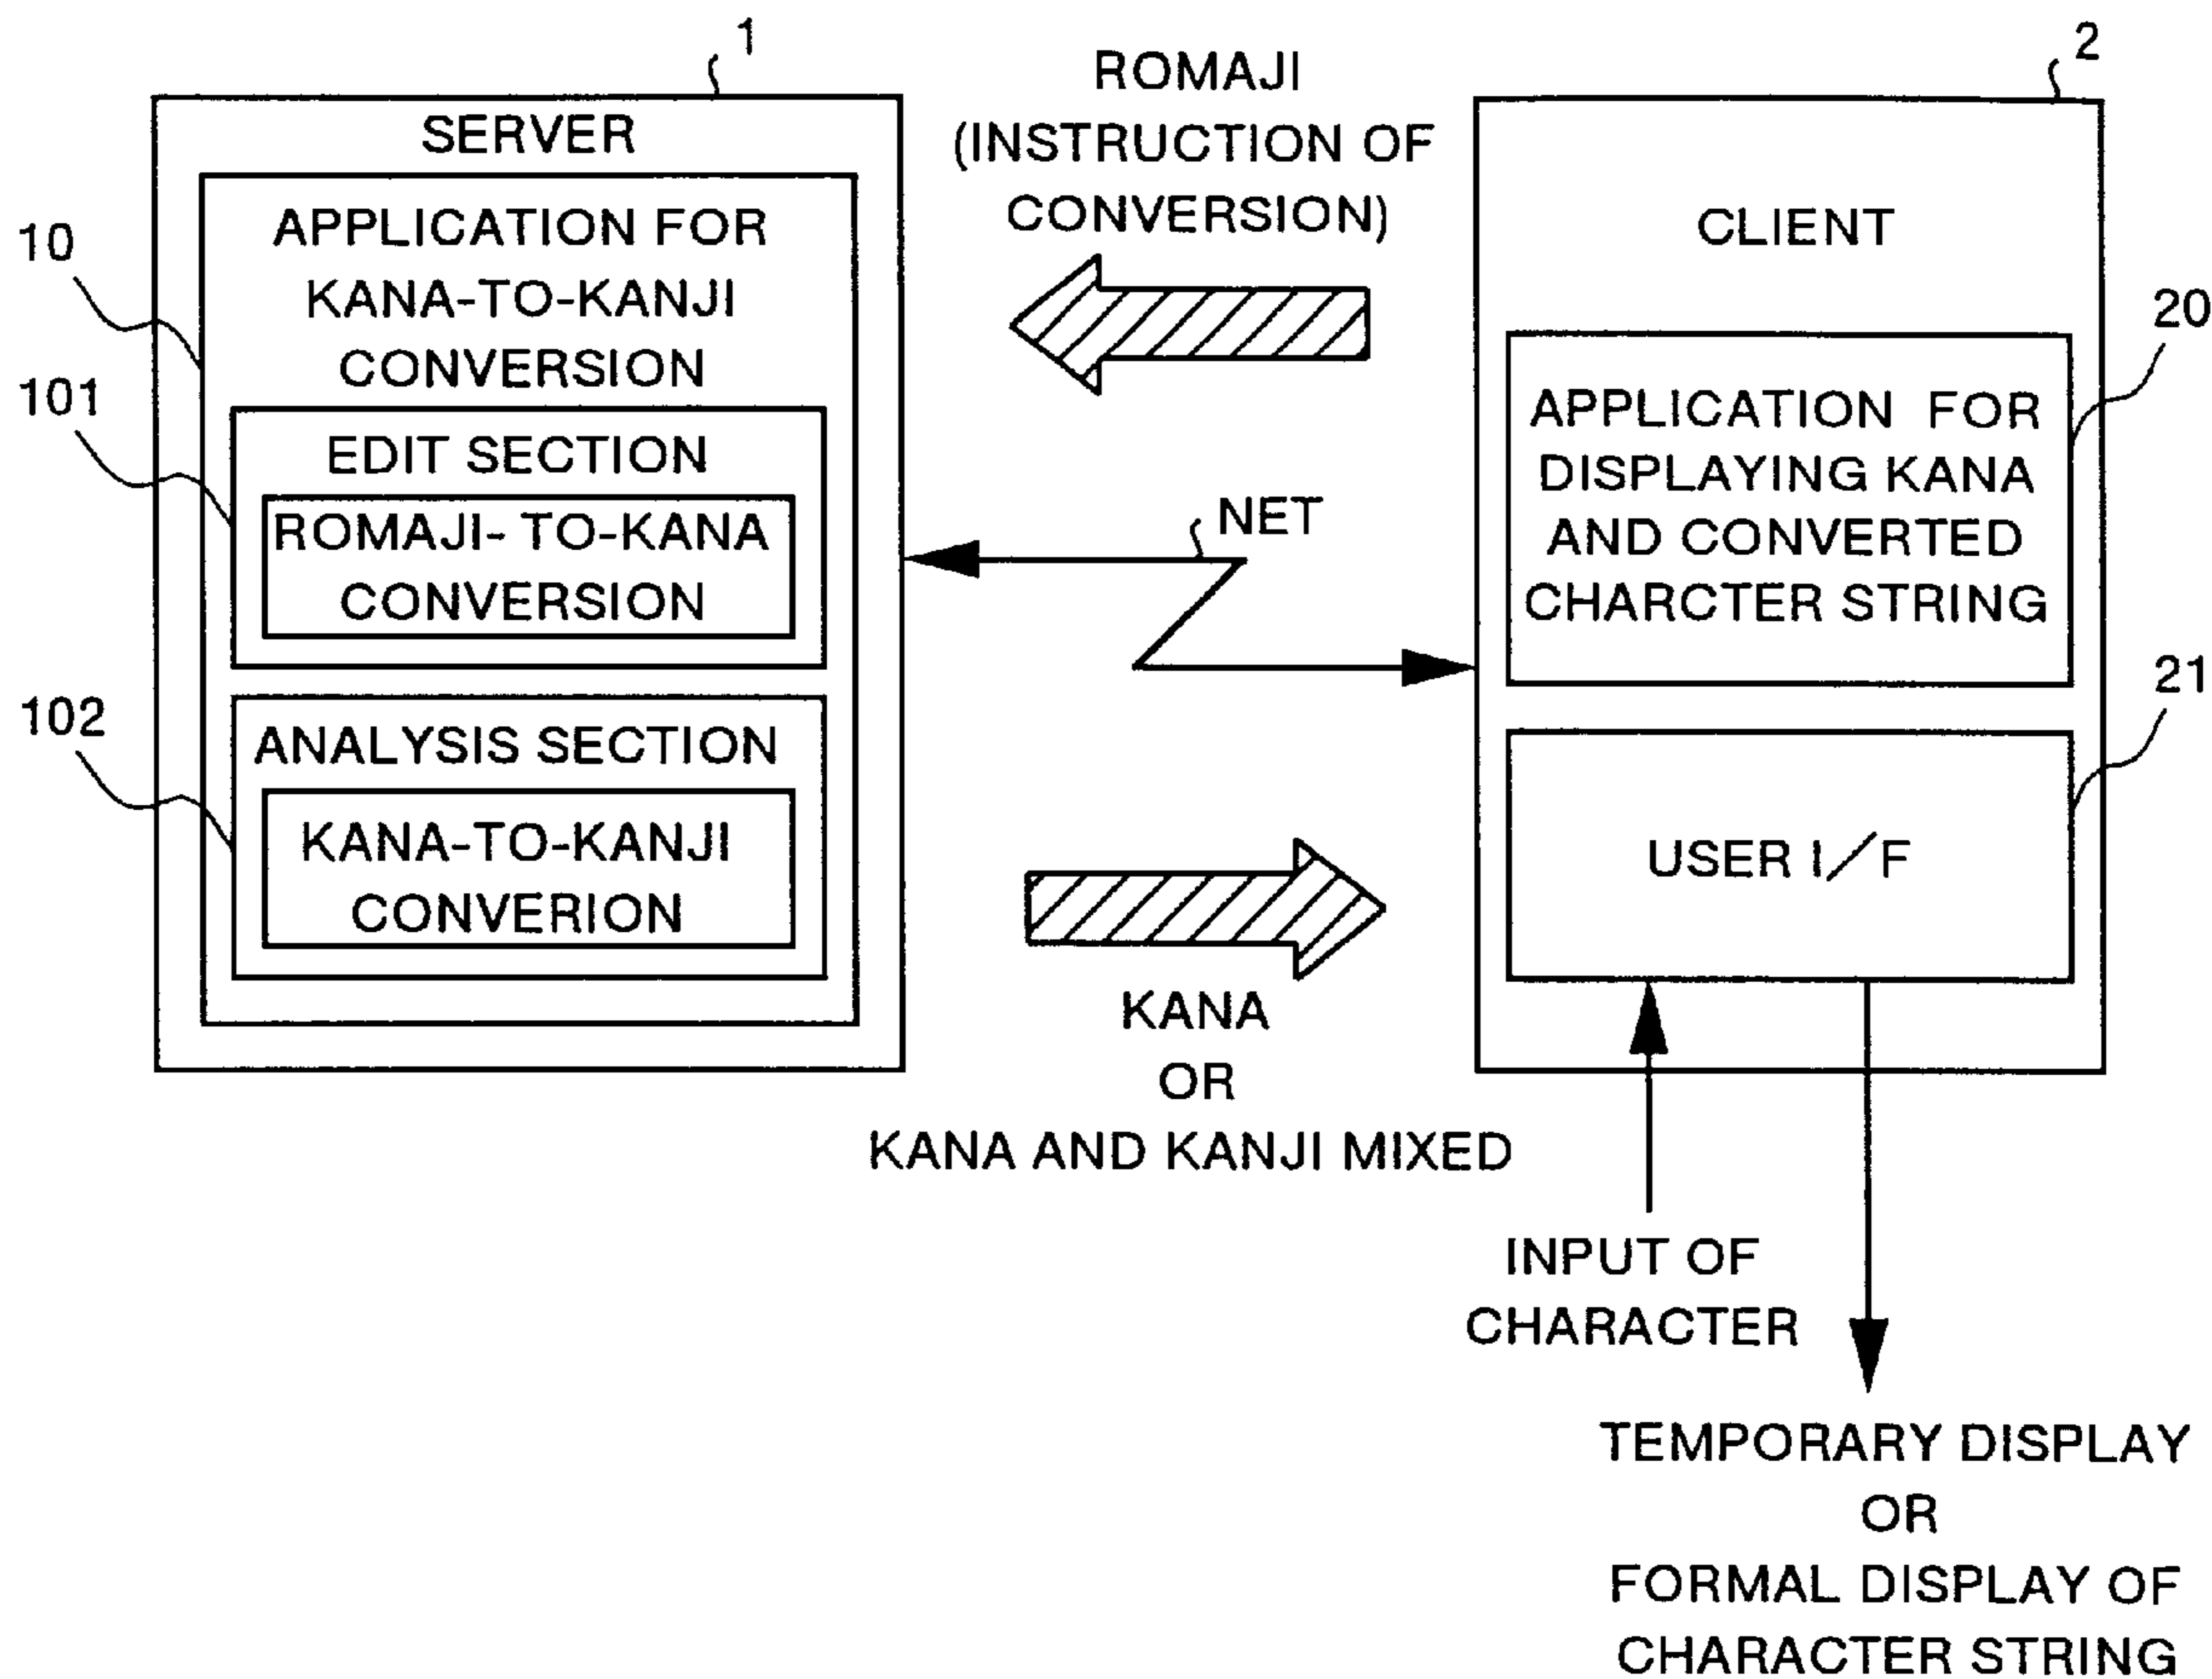 1
SERVER
10
APPLICATION FOR
KANA-TO-KANJI
CONVERSION
101
EDIT SECTION
ROMAJI- TO-KANA
CONVERSION
102
ANALYSIS SECTION
KANA-TO-KANJI
CONVERION
ROMAJI
(INSTRUCTION OF
CONVERSION)
NET
KANA
OR
KANA AND KANJI MIXED
2
CLIENT
20
APPLICATION FOR
DISPLAYING KANA
AND CONVERTED
CHARCTER STRING
21
USER I/F
INPUT OF
CHARACTER
TEMPORARY DISPLAY
OR
FORMAL DISPLAY OF
CHARACTER STRING